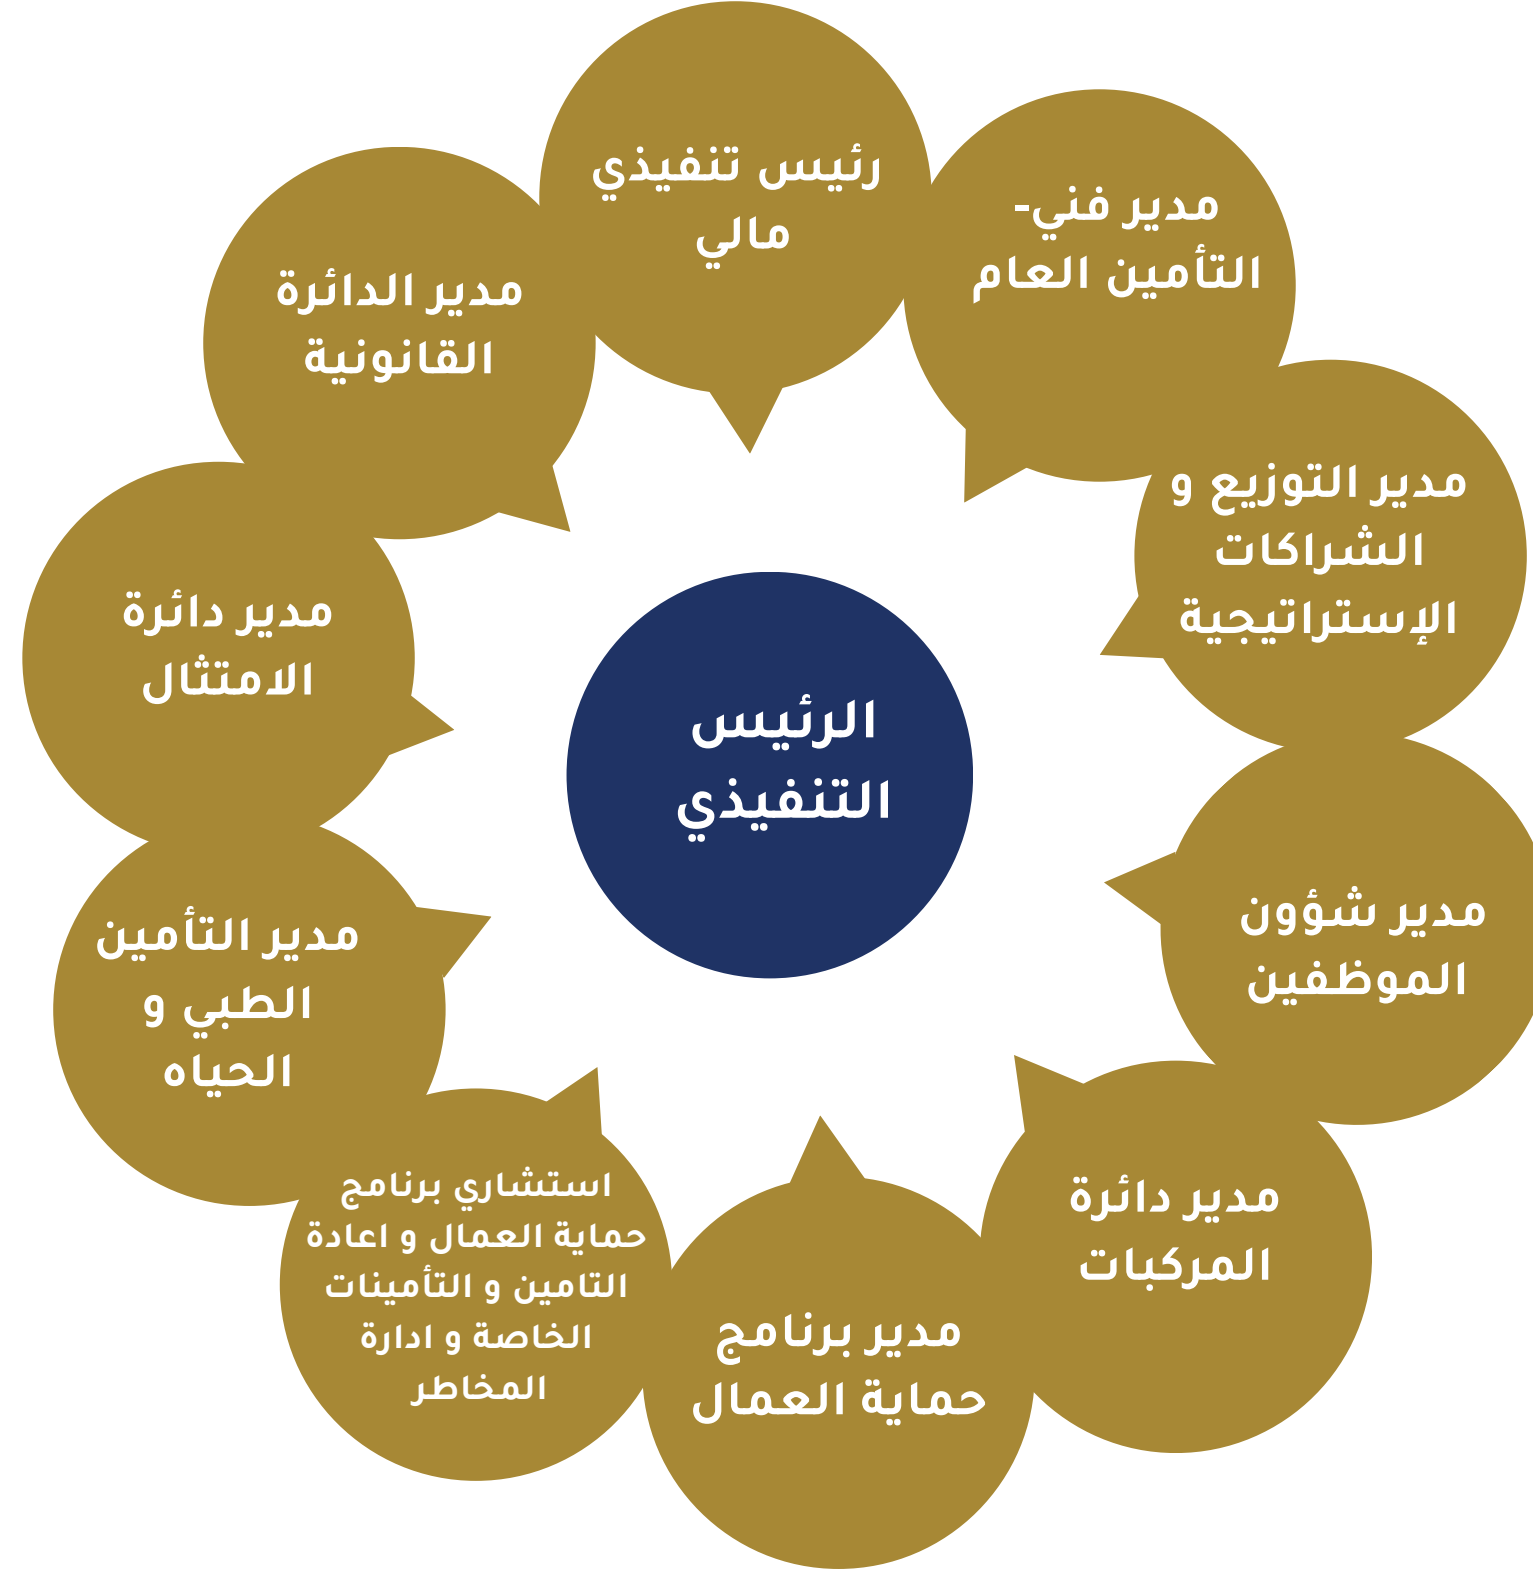 رئيس تنفيذي
مالي
مدير فني-
التأمين العام
مدير التوزيع و
الشراكات
الإستراتيجية
مدير شؤون
الموظفين
مدير دائرة
المركبات
مدير برنامج
حماية العمال
استشاري برنامج
حماية العمال و اعادة
التامين و التأمينات
الخاصة و ادارة
المخاطر
مدير التأمين
الطبي و
الحياه
مدير دائرة
الامتثال
مدير الدائرة
القانونية
الرئيس
التنفيذي